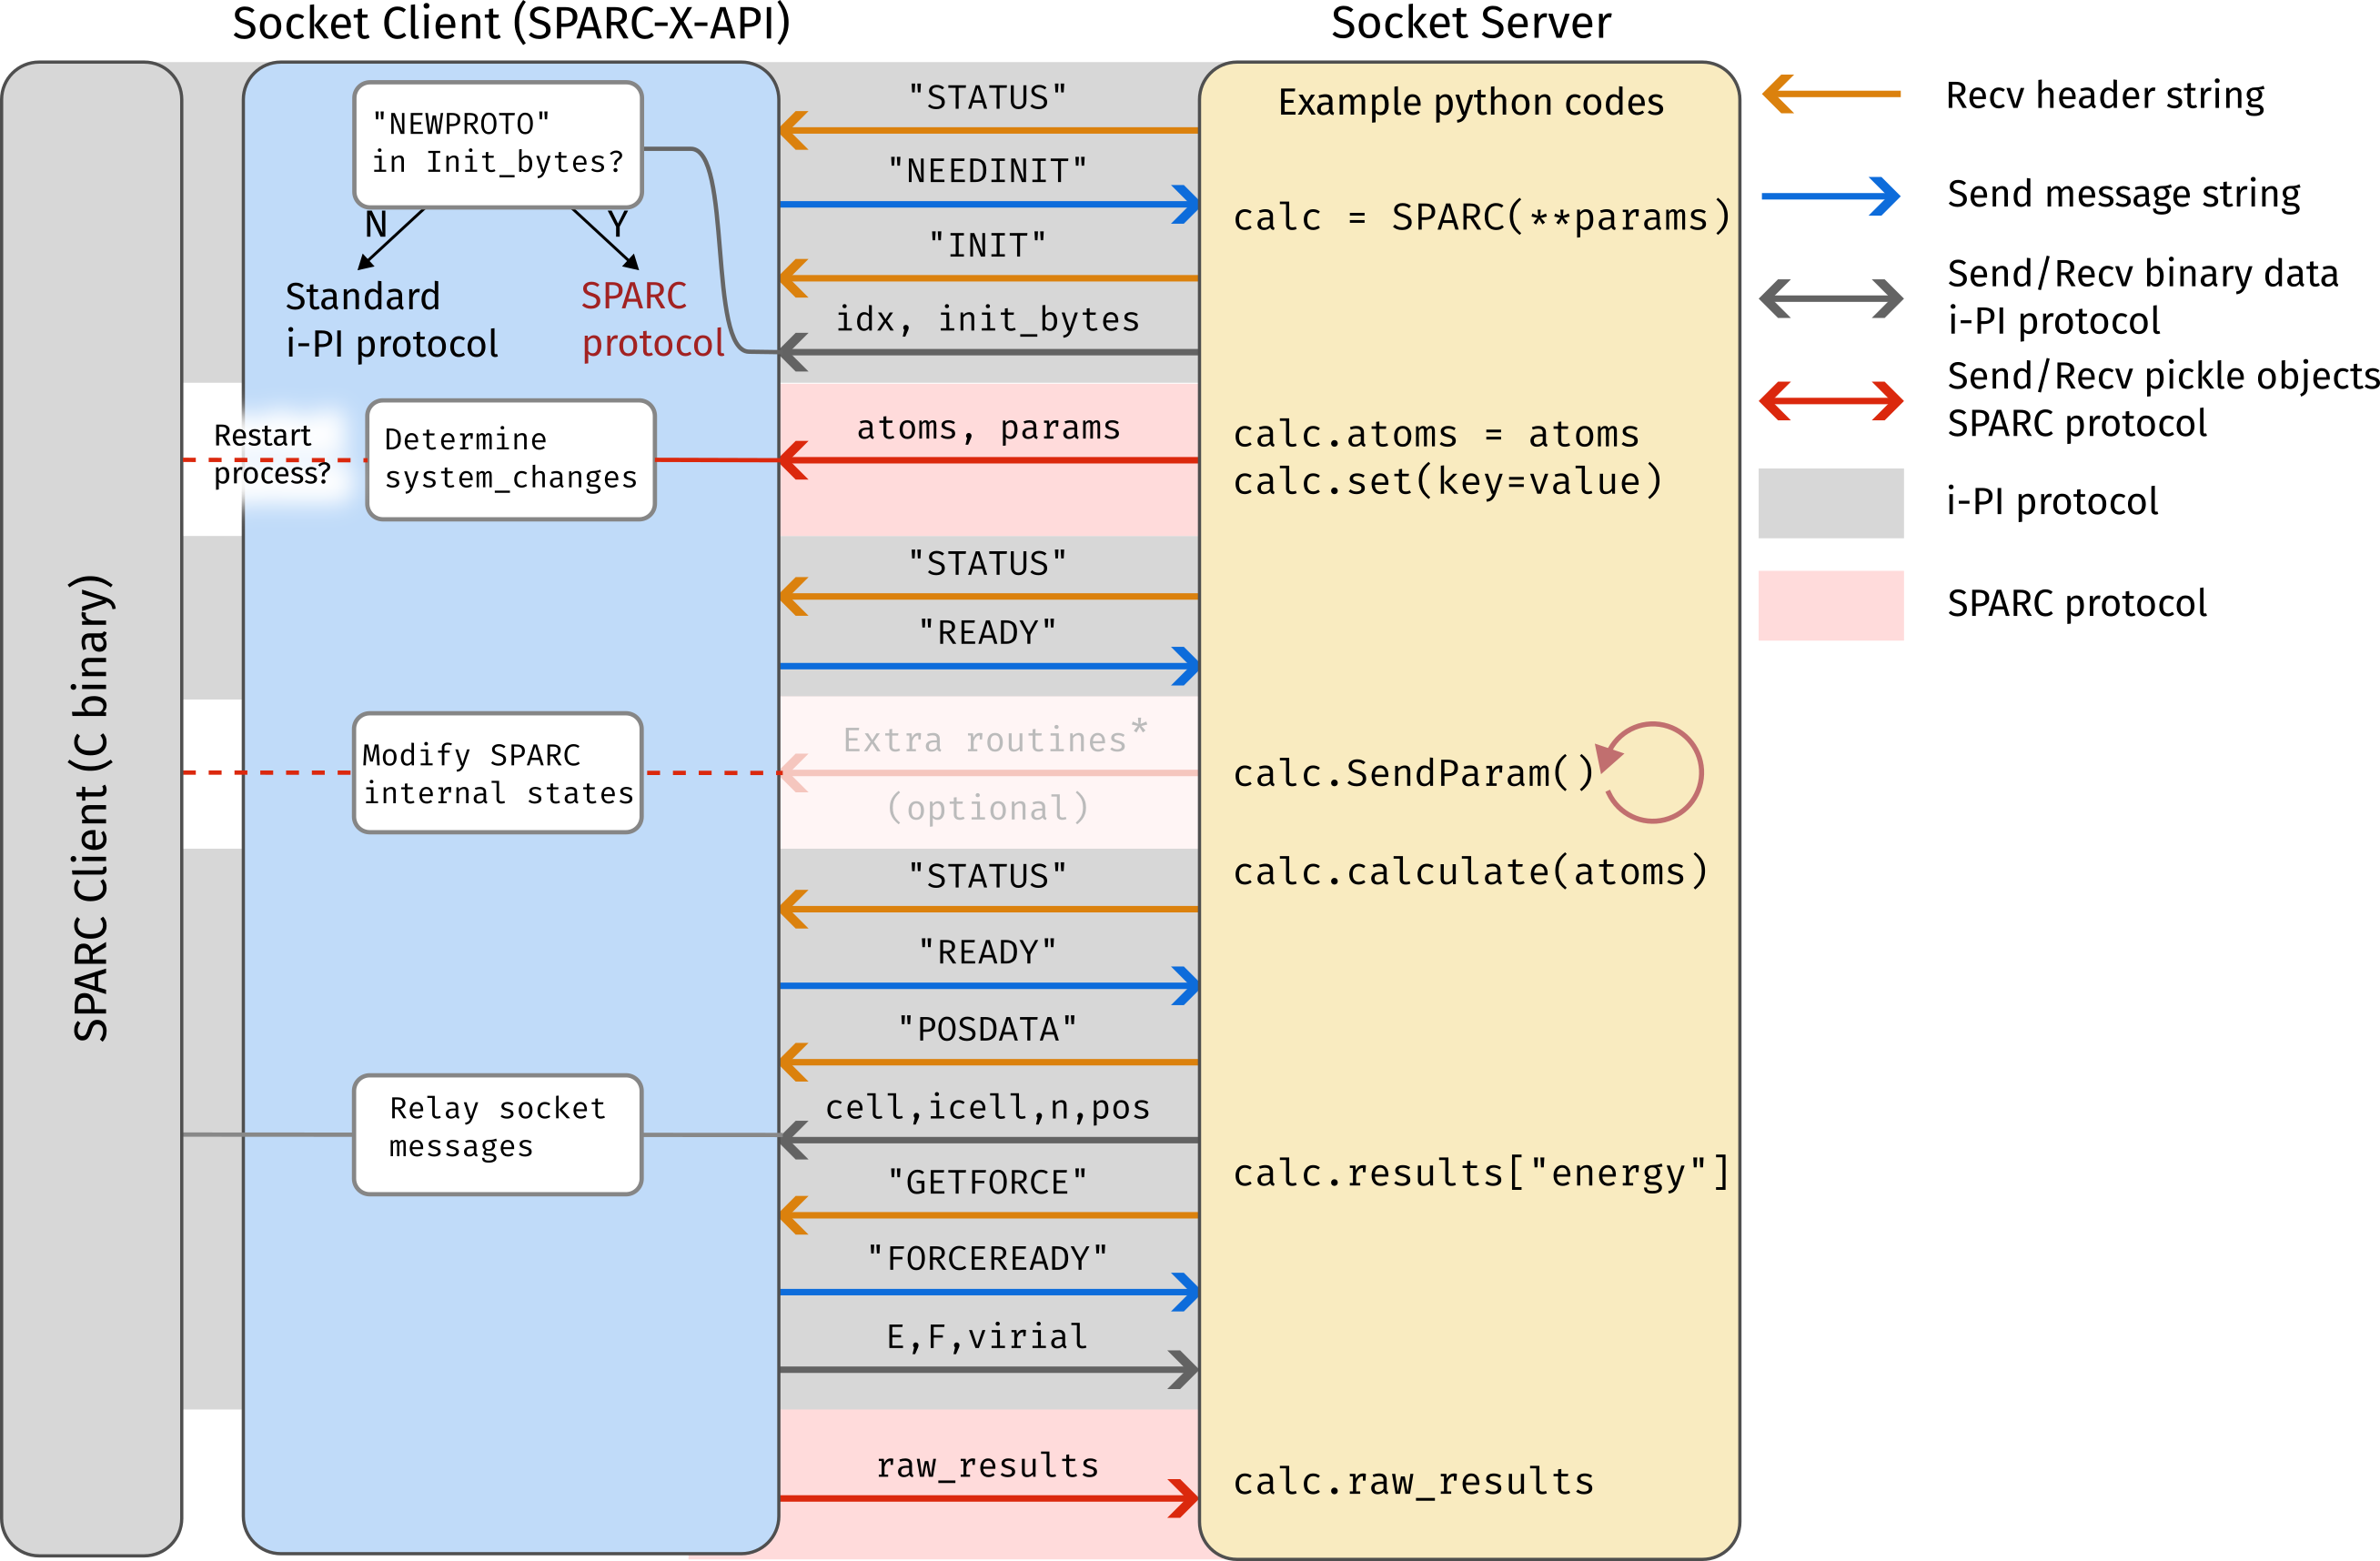 Socket Client (SPARC-X-API)
Socket Server
SPARC Client (C binary)
"NEWPROTO"
in Init_bytes?
N
Y
Standard
i-PI protocol
SPARC
protocol
Restart
process?
Determine
system_changes
Modify SPARC
internal states
Relay socket
messages
"STATUS"
"NEEDINIT"
"INIT"
idx, init_bytes
atoms, params
"STATUS"
"READY"
Extra routines*
(optional)
"STATUS"
"READY"
"POSDATA"
cell,icell,n,pos
"GETFORCE"
"FORCEREADY"
E,F,virial
raw_results
Example python codes
calc = SPARC(**params)
calc.atoms = atoms
calc.set(key=value)
calc.SendParam()
calc.calculate(atoms)
calc.results["energy"]
calc.raw_results
Recv header string
Send message string
Send/Recv binary data
i-PI protocol
Send/Recv pickle objects
SPARC protocol
i-PI protocol
SPARC protocol